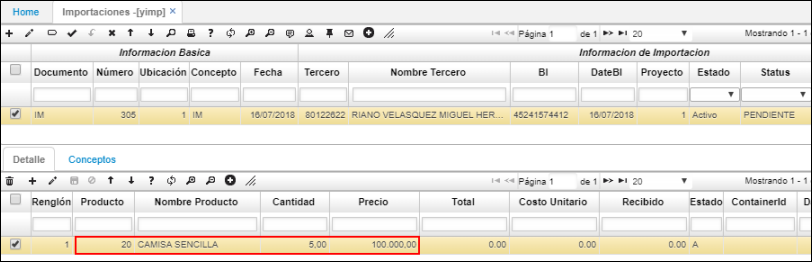 Home Importaciones -[yimp] ×
Página 1 de 1 20 Mostrando 1 - 1
Informacion Basica Informacion de Importacion
Documento Número Ubicación Concepto Fecha Tercero Nombre Tercero BI DateBI Proyecto Estado Status
IM 305 1 IM 16/07/2018 80122622 RIANO VELASQUEZ MIGUEL HER... 45241574412 16/07/2018 1 Activo PENDIENTE
Detalle Conceptos
Página 1 de 1 20 Mostrando 1 - 1
Renglón Producto Nombre Producto Cantidad Precio Total Costo Unitario Recibido Estado ContainerId D
1 20 CAMISA SENCILLA 5,00 100.000,00 0.00 0.00 0.00 A